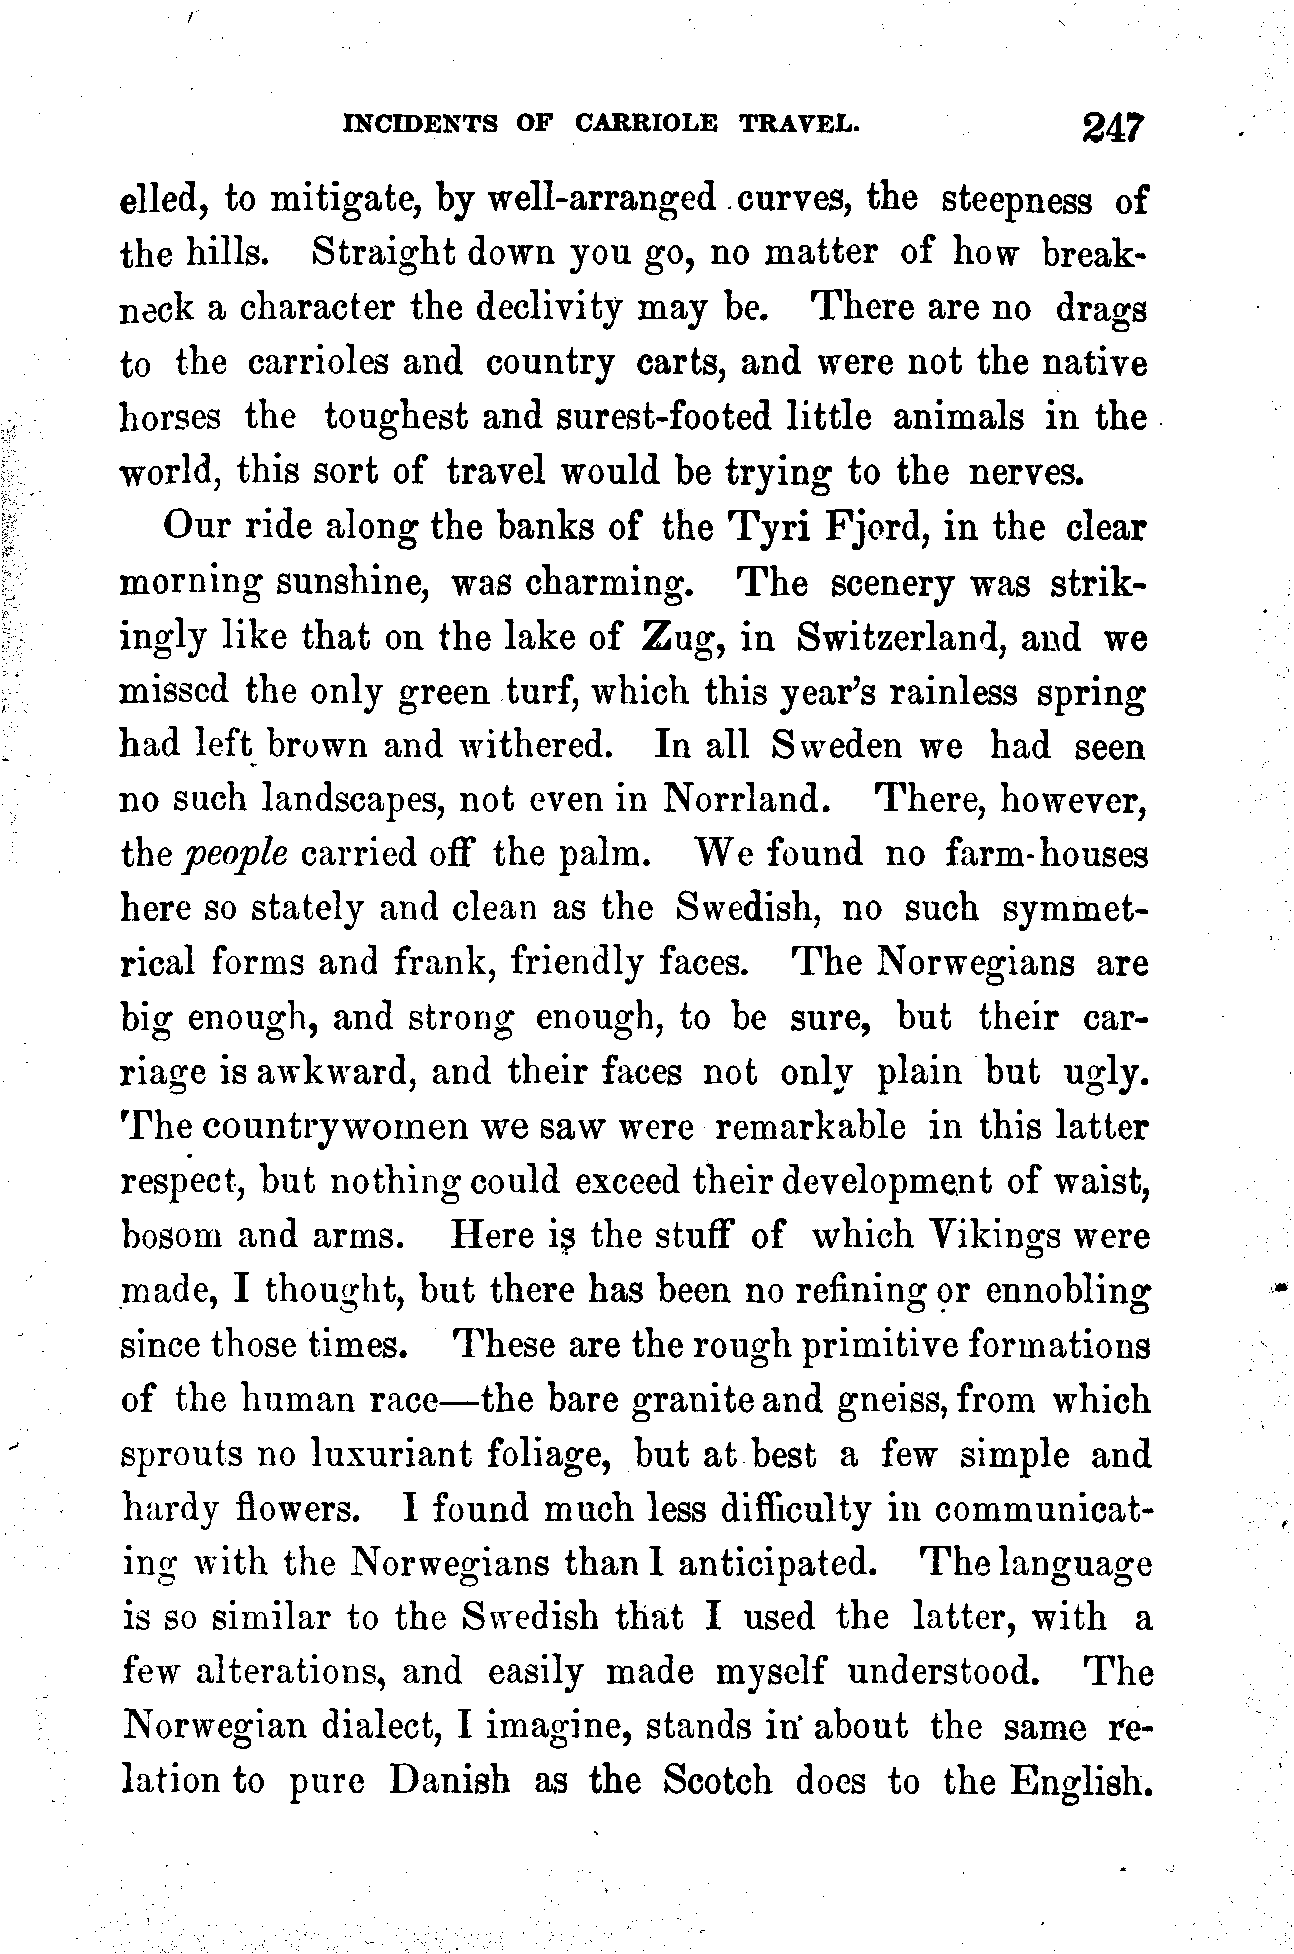 INCIDENTS OF CARRIOLE TRAVEL. 247
elled, to mitigate, by well-arranged curves, the steepness of
the hills. Straight down you go, no matter of how break-
neck a character the declivity may be. There are no drags
to the carrioles and country carts, and were not the native
horses the toughest and surest-footed little animals in the
world, this sort of travel would be trying to the nerves.
Our ride along the banks of the Tyri Fjord, in the clear
morning sunshine, was charming. The scenery was strik-
ingly like that on the lake of Zug, in Switzerland, and we
missed the only green turf, which this year's rainless spring
had left brown and withered. In all Sweden we had seen
no such landscapes, not even in Norrland. There, however,
the people carried off the palm. We found no farm-houses
here so stately and clean as the Swedish, no such symmet-
rical forms and frank, friendly faces. The Norwegians are
big enough, and strong enough, to be sure, but their car-
riage is awkward, and their faces not only plain but ugly.
The countrywomen we saw were remarkable in this latter
respect, but nothing could exceed their development of waist,
bosom and arms. Here is the stuff of which Vikings were
made, I thought, but there has been no refining or ennobling
since those times. These are the rough primitive formations
of the human race—the bare granite and gneiss, from which
sprouts no luxuriant foliage, but at best a few simple and
hardy flowers. I found much less difficulty in communicat-
ing with the Norwegians than I anticipated. The language
is so similar to the Swedish that I used the latter, with a
few alterations, and easily made myself understood. The
Norwegian dialect, I imagine, stands in about the same re-
lation to pure Danish as the Scotch does to the English.